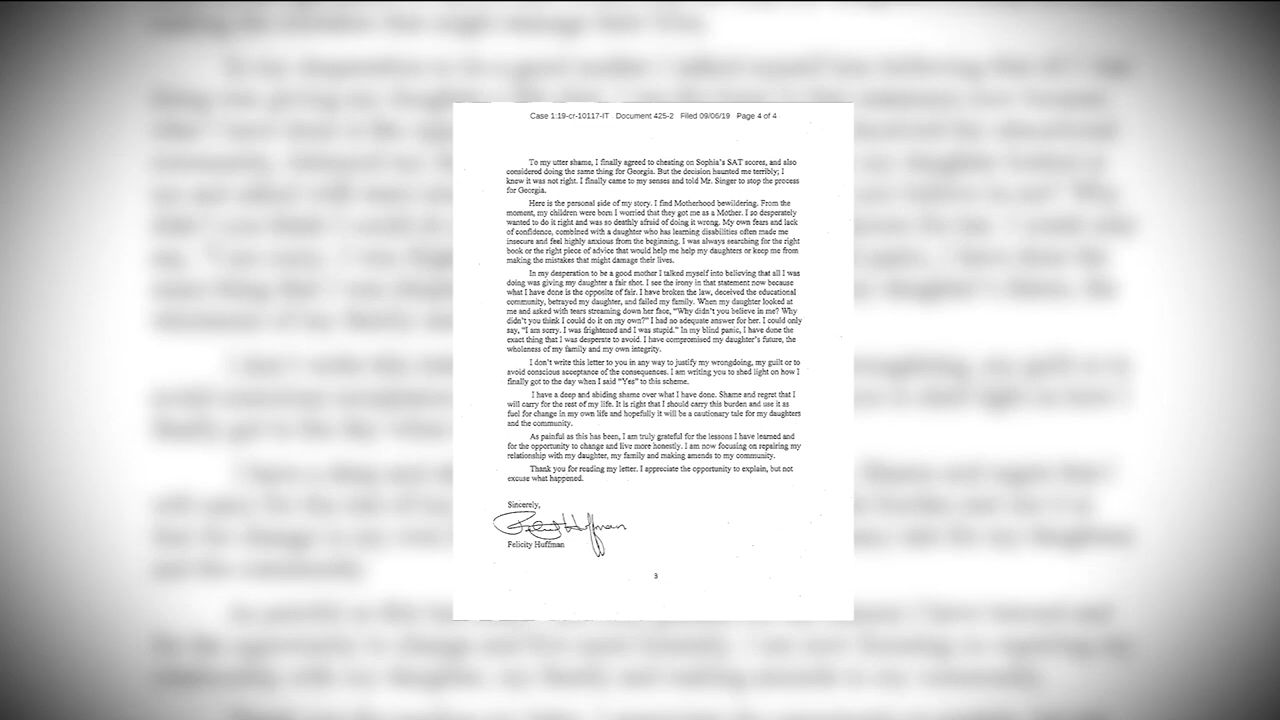 Case 1:19-cr-10117-IT Document 425-2 Filed 09/06/19 Page 4 of 4
To my utter shame, I finally agreed to cheating on Sophia's SAT scores, and also
considered doing the same thing for Georgia. But the decision haunted me terribly; I
knew it was not right. I finally came to my senses and told Mr. Singer to stop the process
for Georgia.
Here is the personal side of my story. I find Motherhood bewildering. From the
moment, my children were born I worried that they got me as a Mother. I so desperately
wanted to do it right and was so deathly afraid of doing it wrong. My own fears and lack
of confidence, combined with a daughter who has learning disabilities often made me
insecure and feel highly anxious from the beginning. I was always searching for the right
book or the right piece of advice that would help me help my daughters or keep me from
making the mistakes that might damage their lives.
In my desperation to be a good mother I talked myself into believing that all I was
doing was giving my daughter a fair shot. I see the irony in that statement now because
what I have done is the opposite of fair. I have broken the law, deceived the educational
community, betrayed my daughter, and failed my family. When my daughter looked at
me and asked with tears streaming down her face, "Why didn't you believe in me? Why
didn't you think I could do it on my own?" I had no adequate answer for her. I could only
say, "I am sorry. I was frightened and I was stupid." In my blind panic, I have done the
exact thing that I was desperate to avoid. I have compromised my daughter's future, the
wholeness of my family and my own integrity.
I don't write this letter to you in any way to justify my wrongdoing, my guilt or to
avoid conscious acceptance of the consequences. I am writing you to shed light on how I
finally got to the day when I said "Yes" to this scheme.
I have a deep and abiding shame over what I have done. Shame and regret that I
will carry for the rest of my life. It is right that I should carry this burden and use it as
fuel for change in my own life and hopefully it will be a cautionary tale for my daughters
and the community.
As painful as this has been, I am truly grateful for the lessons I have learned and
for the opportunity to change and live more honestly. I am now focusing on repairing my
relationship with my daughter, my family and making amends to my community.
Thank you for reading my letter. I appreciate the opportunity to explain, but not
excuse what happened.
Sincerely,
Felicity Huffman
Felicity Huffman
3